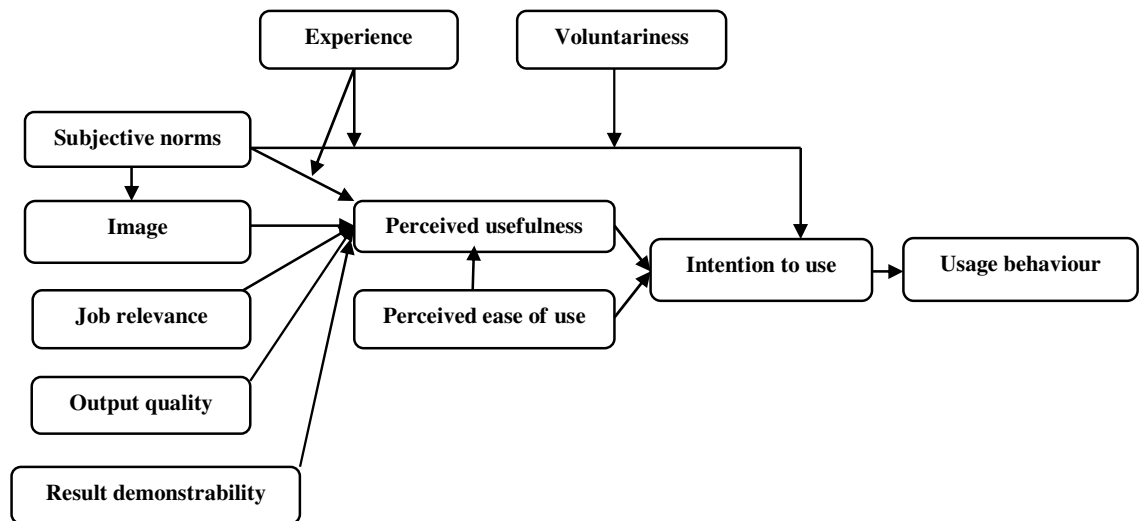 Experience
Voluntariness
Subjective norms
Image
Perceived usefulness
Intention to use
Usage behaviour
Job relevance
Perceived ease of use
Output quality
Result demonstrability